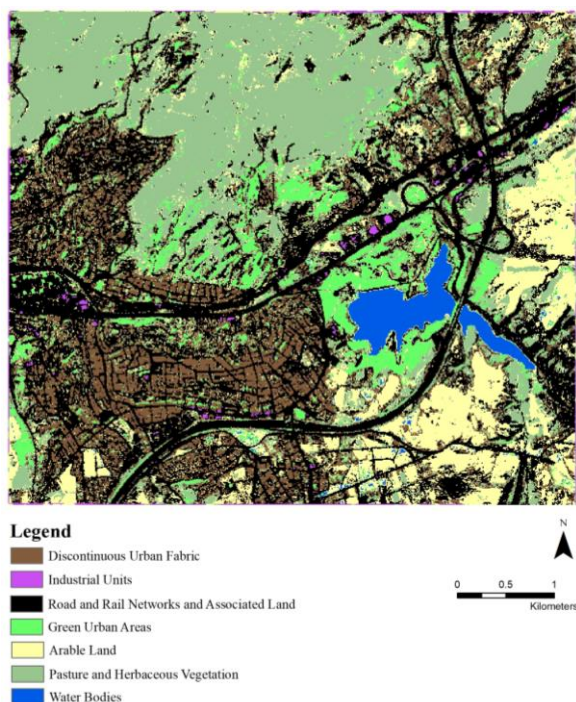 Legend
Discontinuous Urban Fabric
Industrial Units
Road and Rail Networks and Associated Land
Green Urban Areas
Arable Land
Pasture and Herbaceous Vegetation
Water Bodies
N
0 0.5 1
Kilometers